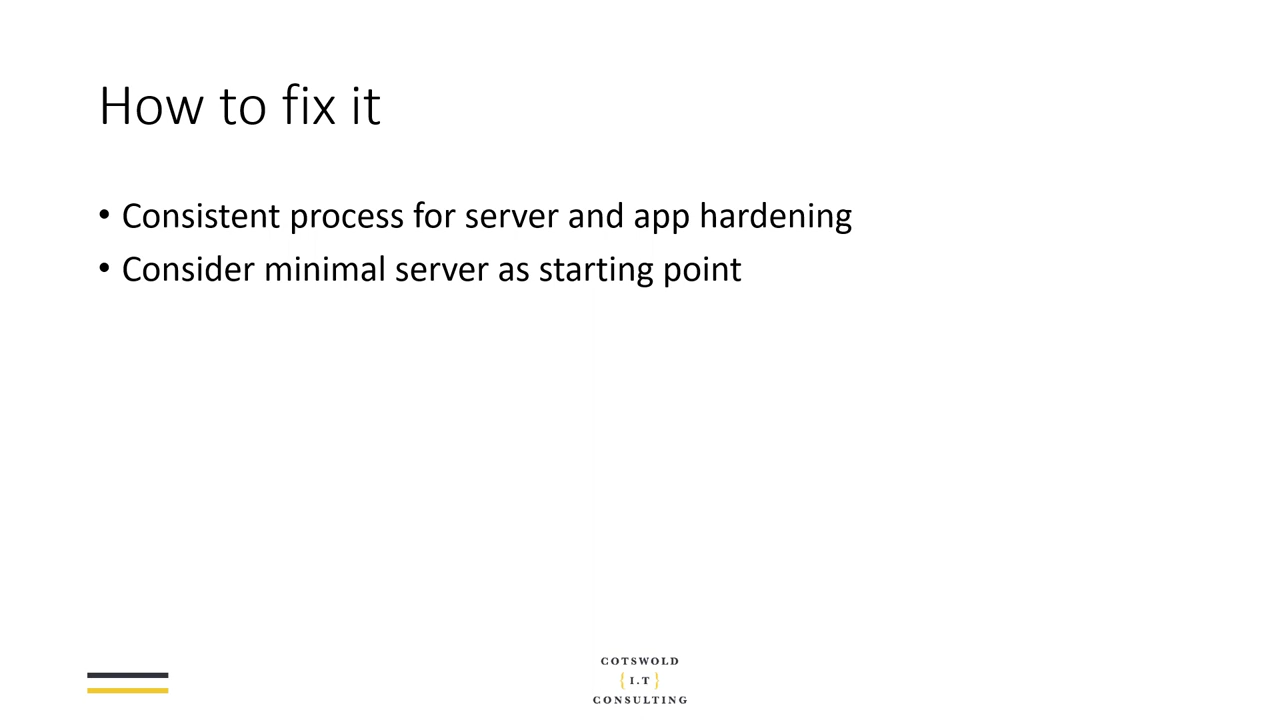 How to fix it
• Consistent process for server and app hardening
• Consider minimal server as starting point
COTSWOLD
{ I.T }
CONSULTING